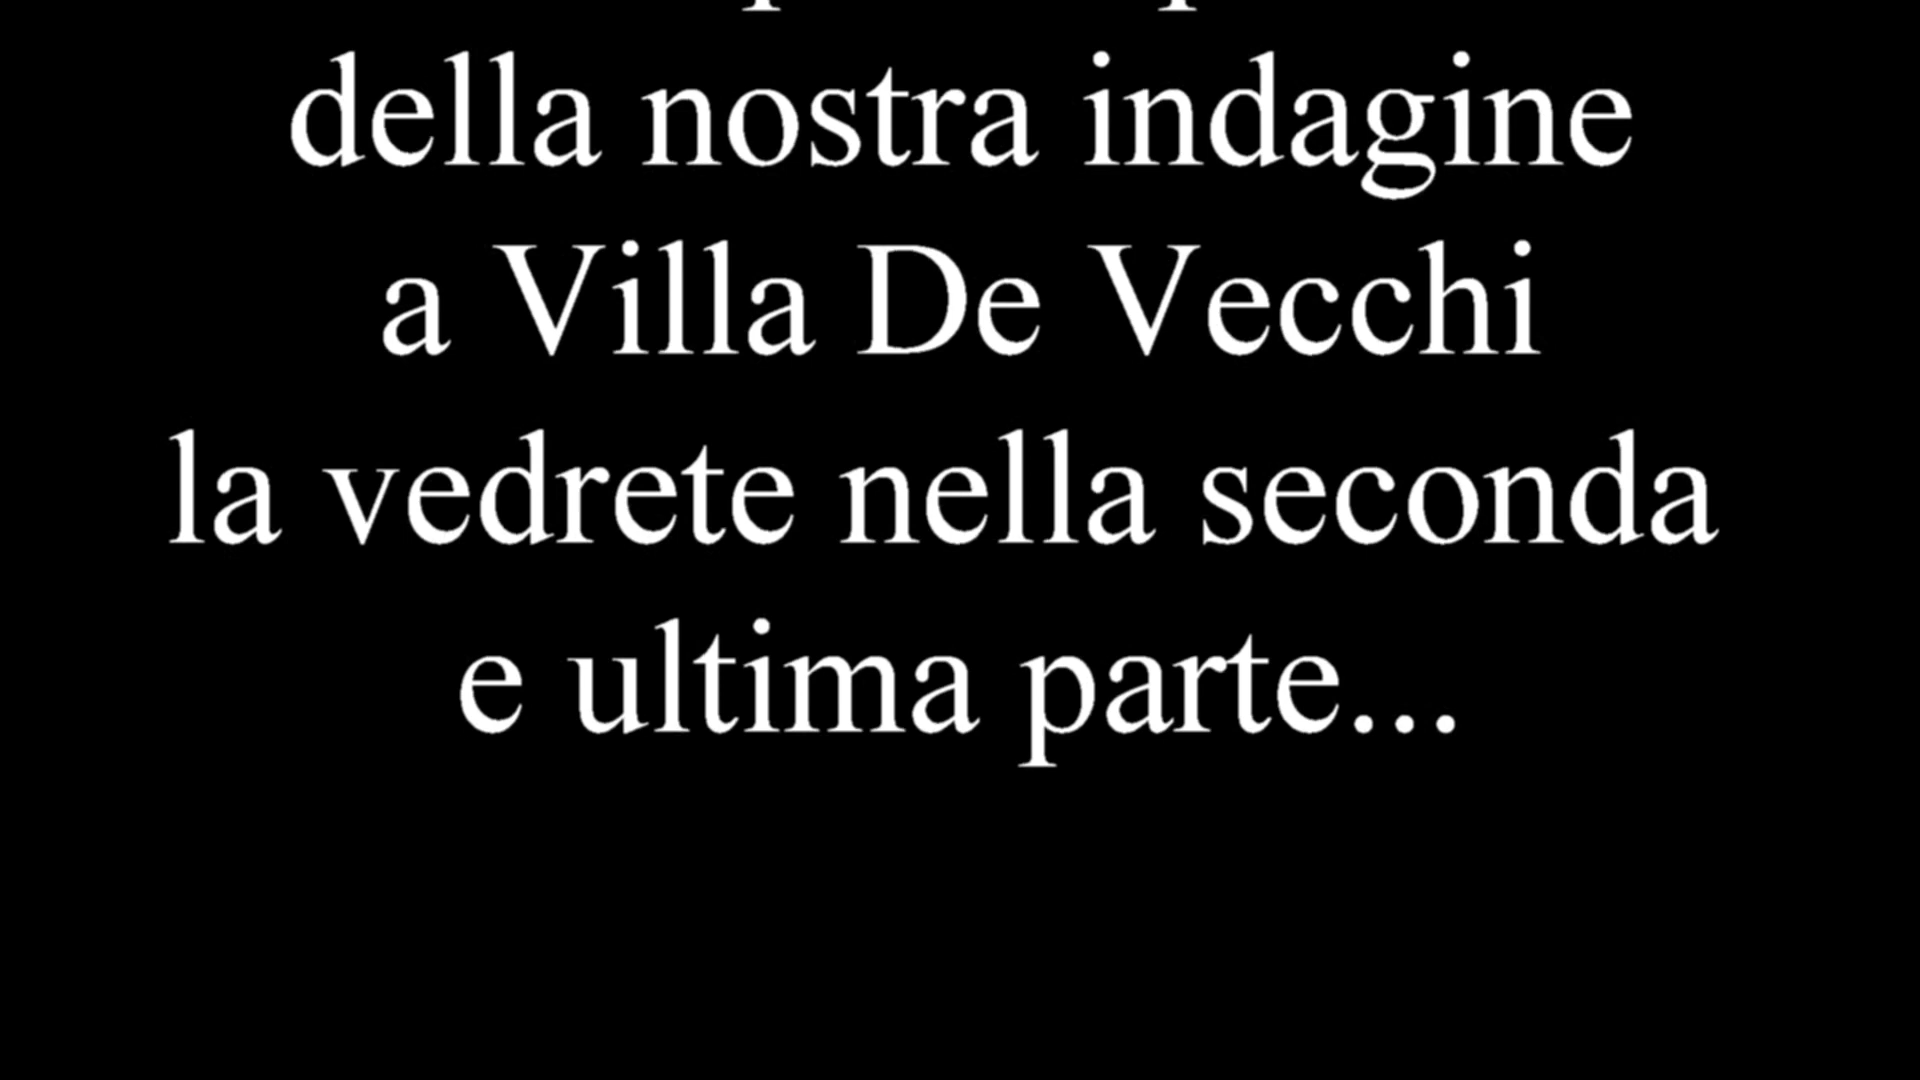 della nostra indagine
a Villa De Vecchi
la vedrete nella seconda
e ultima parte...